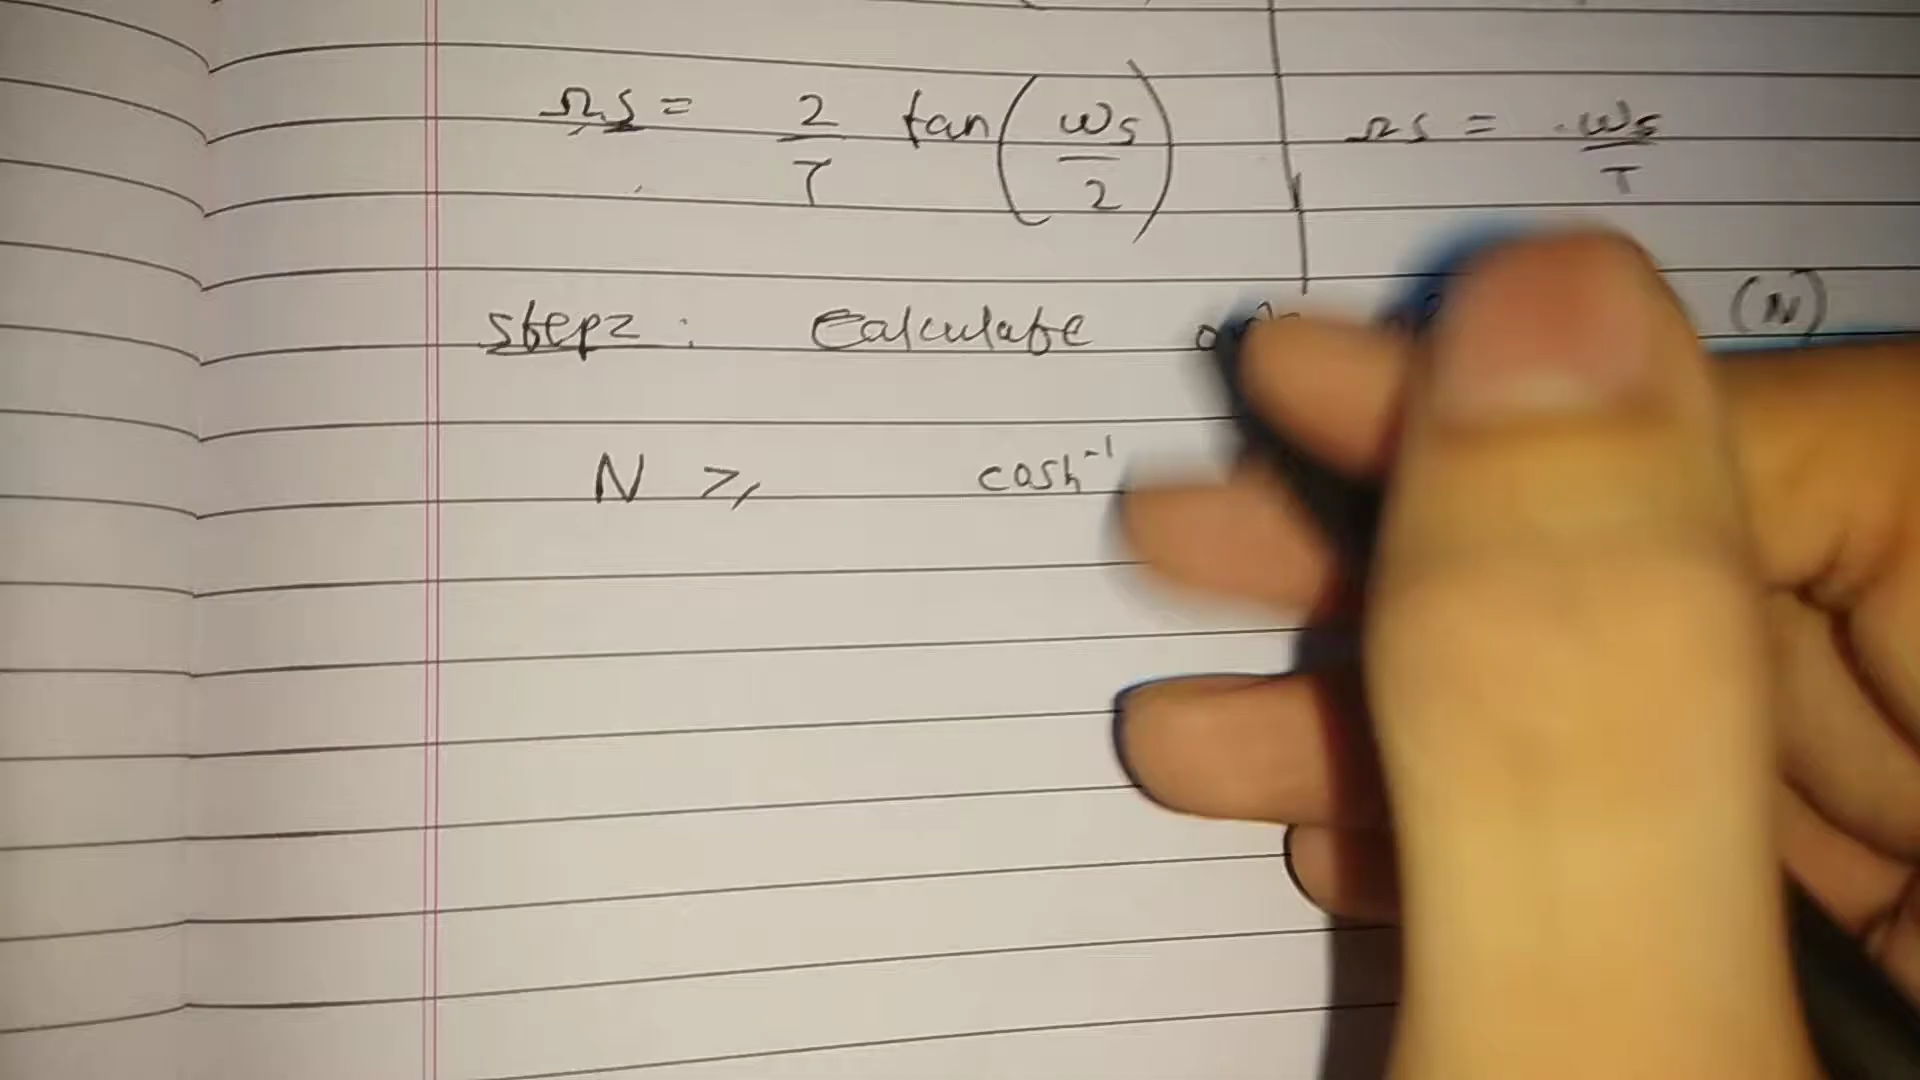 Ωs = 2/T tan(ωs/2) Ωs = ωs/T
step2 : Calculate (N)
N ≥ cosh⁻¹